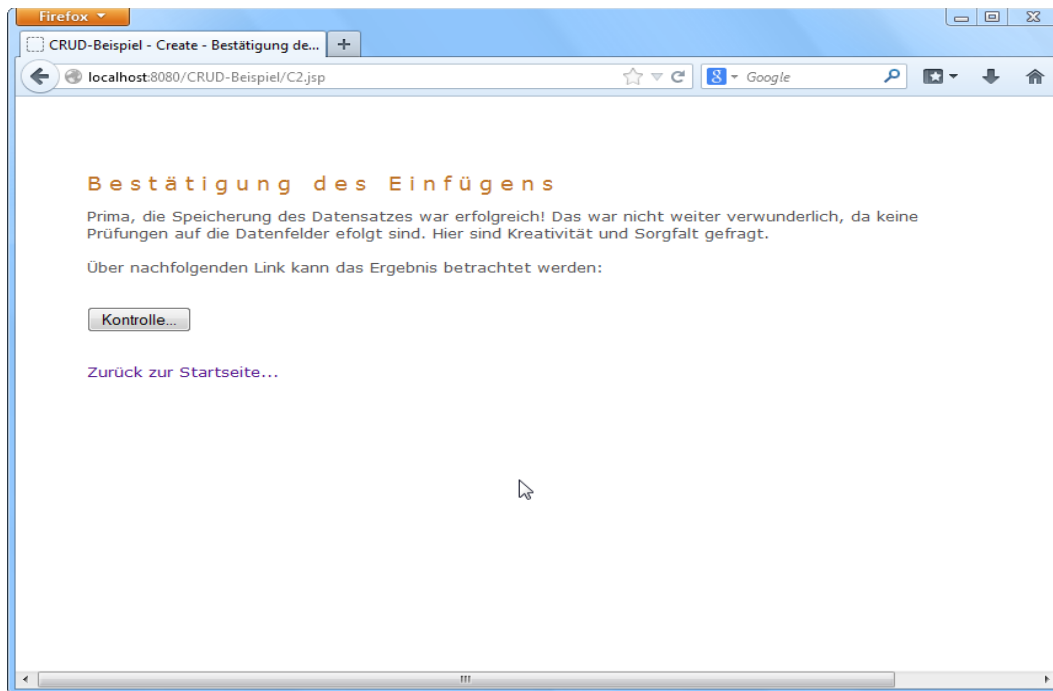 Firefox
CRUD-Beispiel - Create - Bestätigung de...
localhost:8080/CRUD-Beispiel/C2.jsp
8
Google
Bestätigung des Einfügens
Prima, die Speicherung des Datensatzes war erfolgreich! Das war nicht weiter verwunderlich, da keine
Prüfungen auf die Datenfelder efolgt sind. Hier sind Kreativität und Sorgfalt gefragt.
Über nachfolgenden Link kann das Ergebnis betrachtet werden:
Kontrolle...
Zurück zur Startseite...